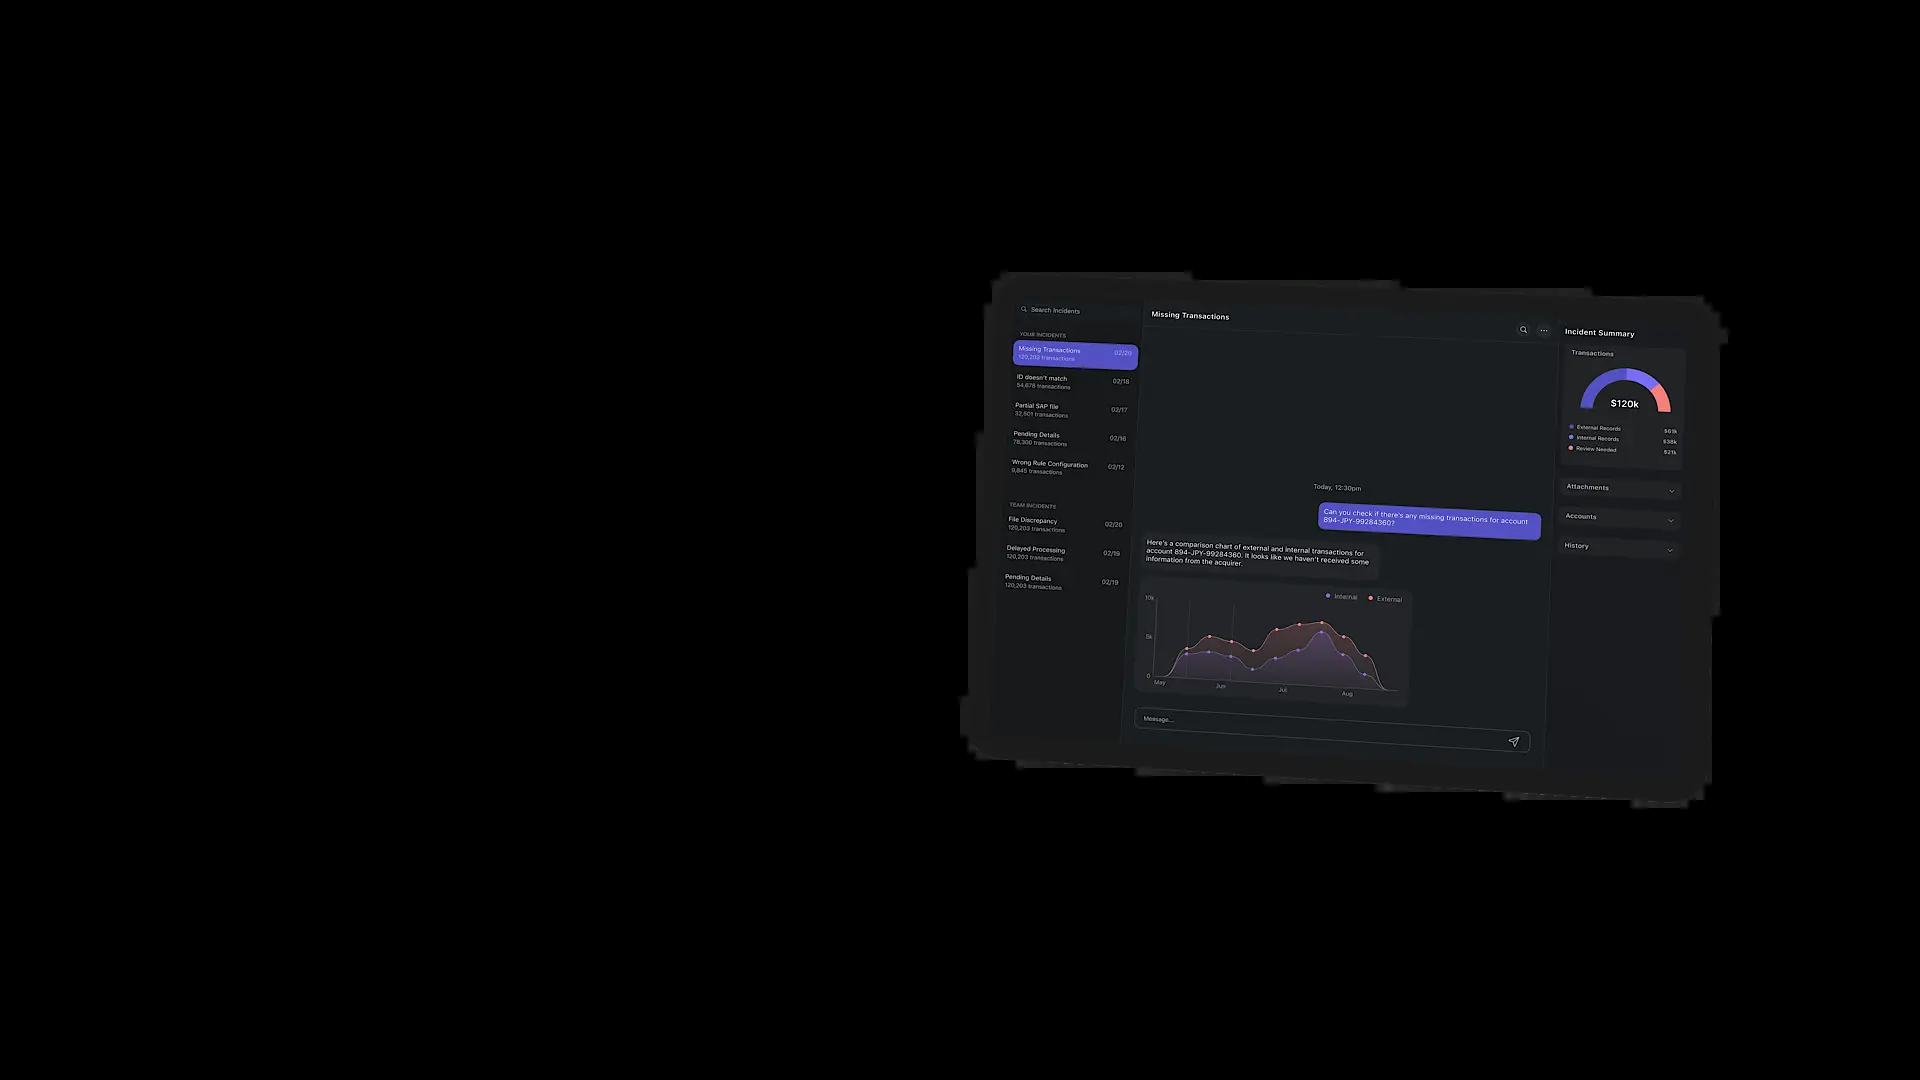 Search Incidents
YOUR INCIDENTS
Missing Transactions 02/20
120,203 transactions
ID doesn't match 02/18
54,678 transactions
Partial SAP file 02/17
32,501 transactions
Pending Details 02/16
78,300 transactions
Wrong Rule Configuration 02/12
9,845 transactions
TEAM INCIDENTS
File Discrepancy 02/20
120,203 transactions
Delayed Processing 02/19
120,203 transactions
Pending Details 02/19
120,203 transactions
Missing Transactions
Today, 12:30pm
Can you check if there's any missing transactions for account
894-JPY-99284360?
Here's a comparison chart of external and internal transactions for
account 894-JPY-99284360. It looks like we haven't received some
information from the acquirer.
Internal External
10k
5k
0
May Jun Jul Aug
Message...
Incident Summary
Transactions
$120k
External Records $61k
Internal Records $38k
Review Needed $21k
Attachments
Accounts
History